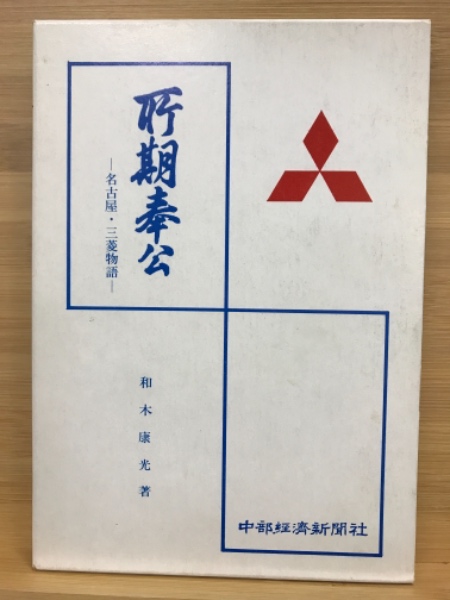 所期奉公
―名古屋・三菱物語―
和木康光著
中部経済新聞社